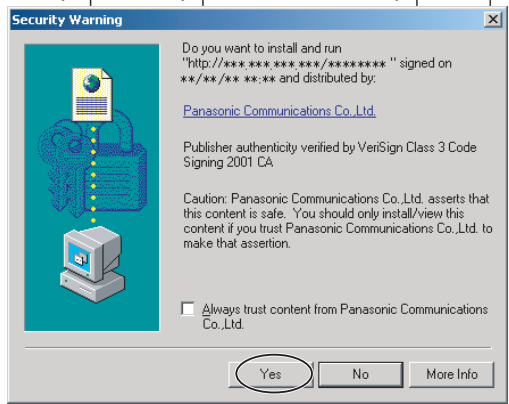 Security Warning
Do you want to install and run
"http://***.***.***.***/******** " signed on
**/**/** **:** and distributed by:
Panasonic Communications Co.,Ltd.
Publisher authenticity verified by VeriSign Class 3 Code
Signing 2001 CA
Caution: Panasonic Communications Co.,Ltd. asserts that
this content is safe.  You should only install/view this
content if you trust Panasonic Communications Co.,Ltd. to
make that assertion.
Always trust content from Panasonic Communications
Co.,Ltd.
Yes No More Info